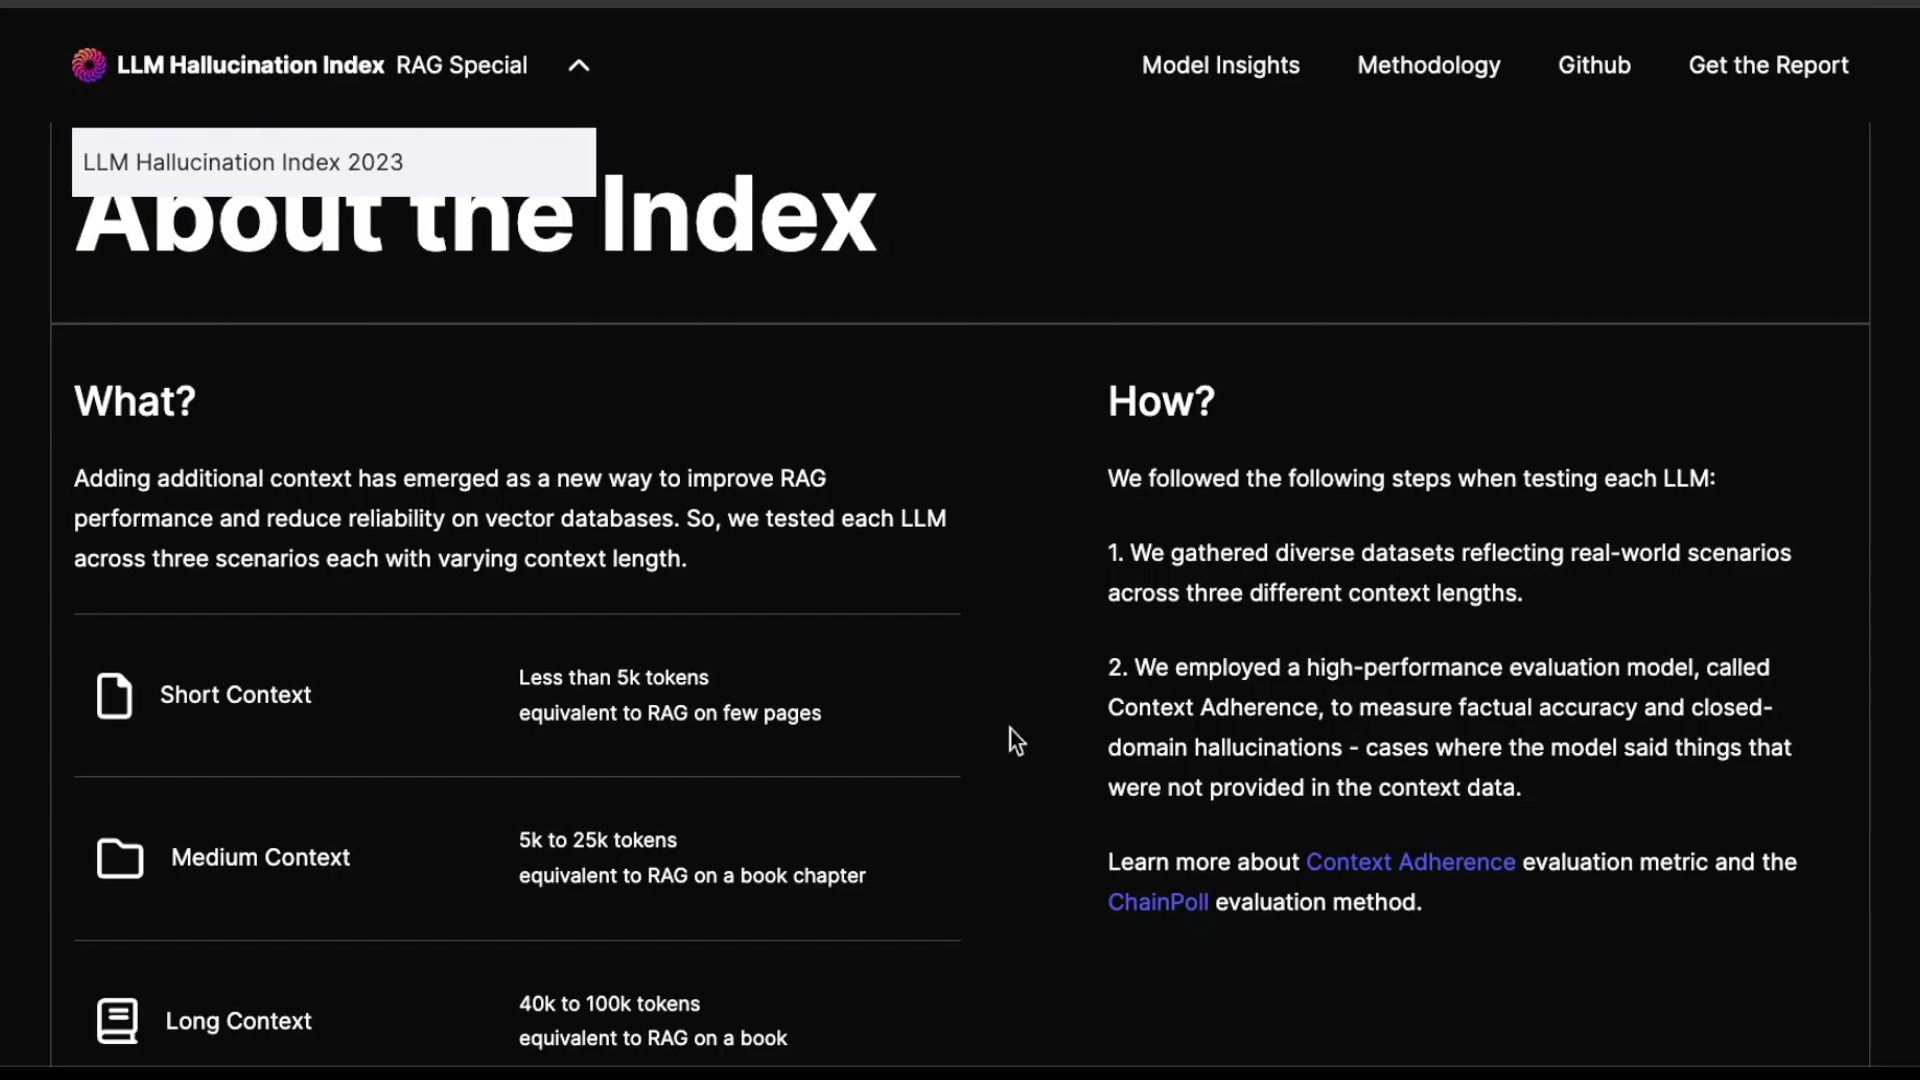 LLM Hallucination Index RAG Special
Model Insights
Methodology
Github
Get the Report
LLM Hallucination Index 2023
About the Index
What?
Adding additional context has emerged as a new way to improve RAG
performance and reduce reliability on vector databases. So, we tested each LLM
across three scenarios each with varying context length.
Short Context
Less than 5k tokens
equivalent to RAG on few pages
Medium Context
5k to 25k tokens
equivalent to RAG on a book chapter
Long Context
40k to 100k tokens
equivalent to RAG on a book
How?
We followed the following steps when testing each LLM:
1. We gathered diverse datasets reflecting real-world scenarios
across three different context lengths.
2. We employed a high-performance evaluation model, called
Context Adherence, to measure factual accuracy and closed-
domain hallucinations - cases where the model said things that
were not provided in the context data.
Learn more about Context Adherence evaluation metric and the
ChainPoll evaluation method.